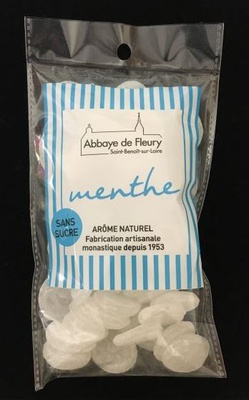 Abbaye de Fleury
Saint-Benoît-sur-Loire
menthe
SANS
SUCRE
ARÔME NATUREL
Fabrication artisanale
monastique depuis 1953